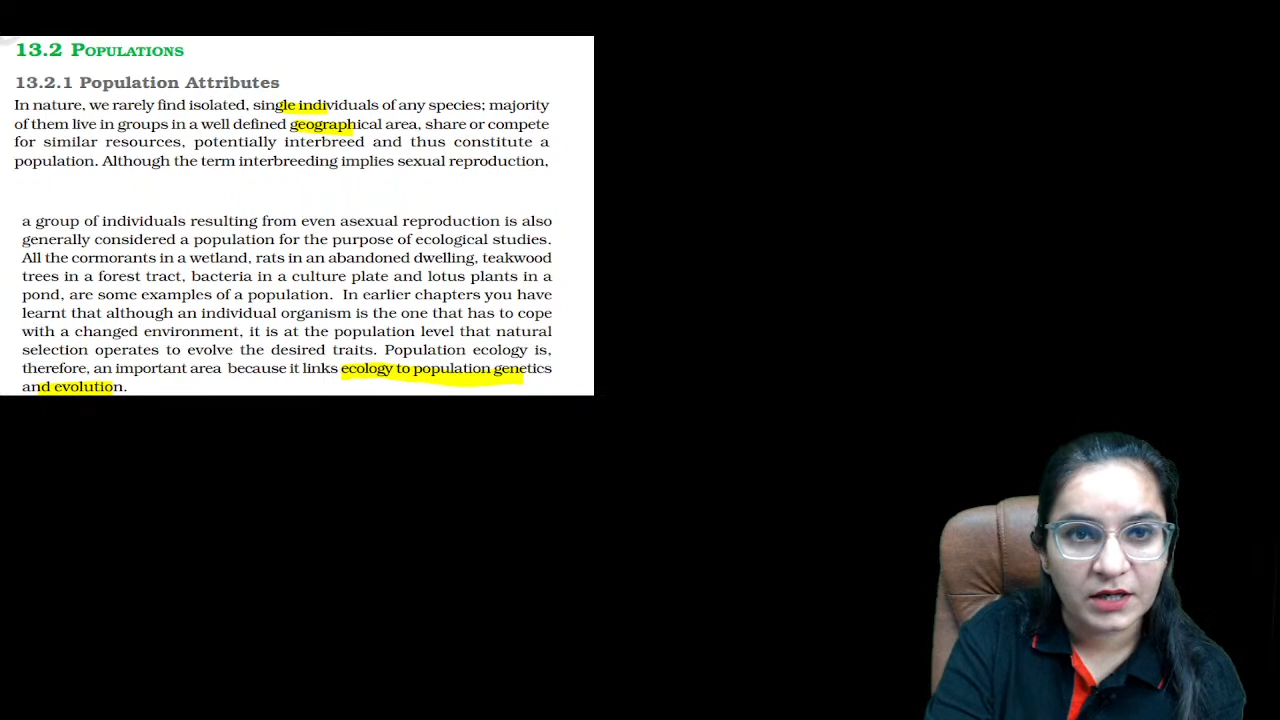 13.2 POPULATIONS
13.2.1 Population Attributes
In nature, we rarely find isolated, single individuals of any species; majority
of them live in groups in a well defined geographical area, share or compete
for similar resources, potentially interbreed and thus constitute a
population. Although the term interbreeding implies sexual reproduction,
a group of individuals resulting from even asexual reproduction is also
generally considered a population for the purpose of ecological studies.
All the cormorants in a wetland, rats in an abandoned dwelling, teakwood
trees in a forest tract, bacteria in a culture plate and lotus plants in a
pond, are some examples of a population. In earlier chapters you have
learnt that although an individual organism is the one that has to cope
with a changed environment, it is at the population level that natural
selection operates to evolve the desired traits. Population ecology is,
therefore, an important area because it links ecology to population genetics
and evolution.